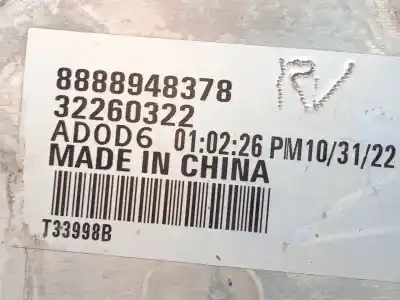 RV
8888948378
32260322
ADOD6 01:02:26 PM10/31/22
MADE IN CHINA
T33998B